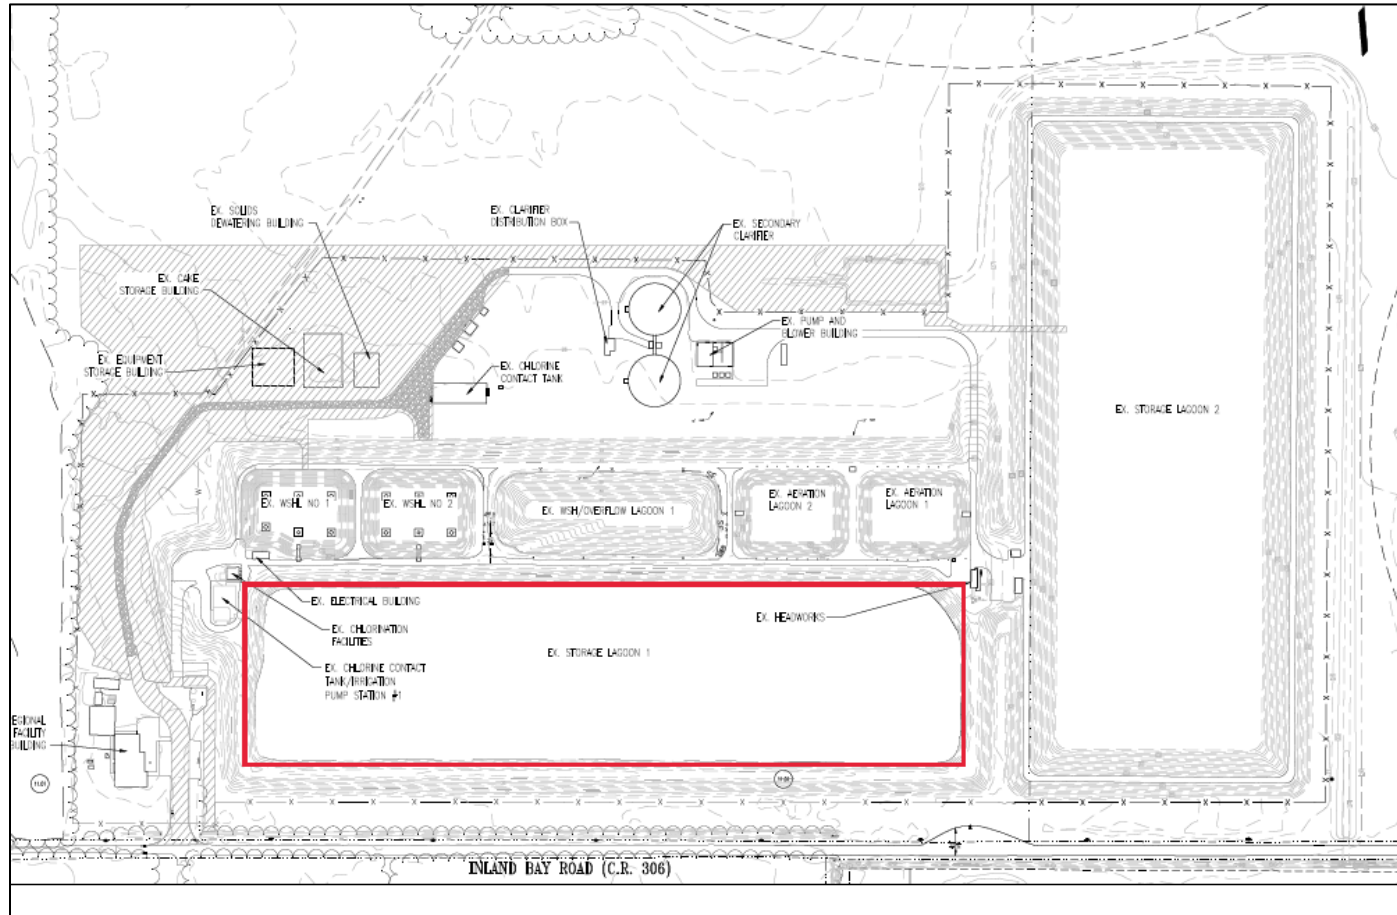 EX. SOLIDS
DEWATERING BUILDING
EX. CLARIFIER
DISTRIBUTION BOX
EX. SECONDARY
CLARIFIER
EX. CAKE
STORAGE BUILDING
EX. PUMP AND
BLOWER BUILDING
EX. EQUIPMENT
STORAGE BUILDING
EX. CHLORINE
CONTACT TANK
EX. STORAGE LAGOON 2
EX. WSHL NO 1
EX. WSHL NO 2
EX. WSH/OVERFLOW LAGOON 1
EX. AERATION
LAGOON 2
EX. AERATION
LAGOON 1
EX. ELECTRICAL BUILDING
EX. HEADWORKS
EX. CHLORINATION
FACILITIES
EX. STORAGE LAGOON 1
EX. CHLORINE CONTACT
TANK/IRRIGATION
PUMP STATION #1
EGIONAL
FACILITY
BUILDING
INLAND BAY ROAD (C.R. 306)